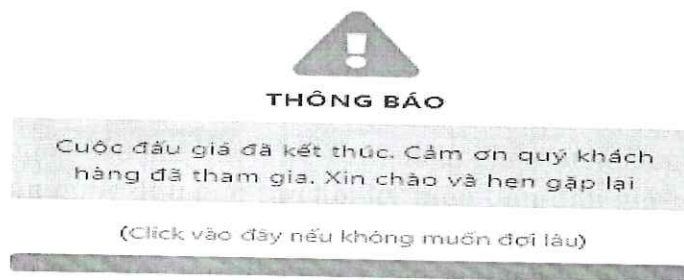 THÔNG BÁO
Cuộc đấu giá đã kết thúc. Cảm ơn quý khách
hàng đã tham gia. Xin chào và hẹn gặp lại
(Click vào đây nếu không muốn đợi lâu)